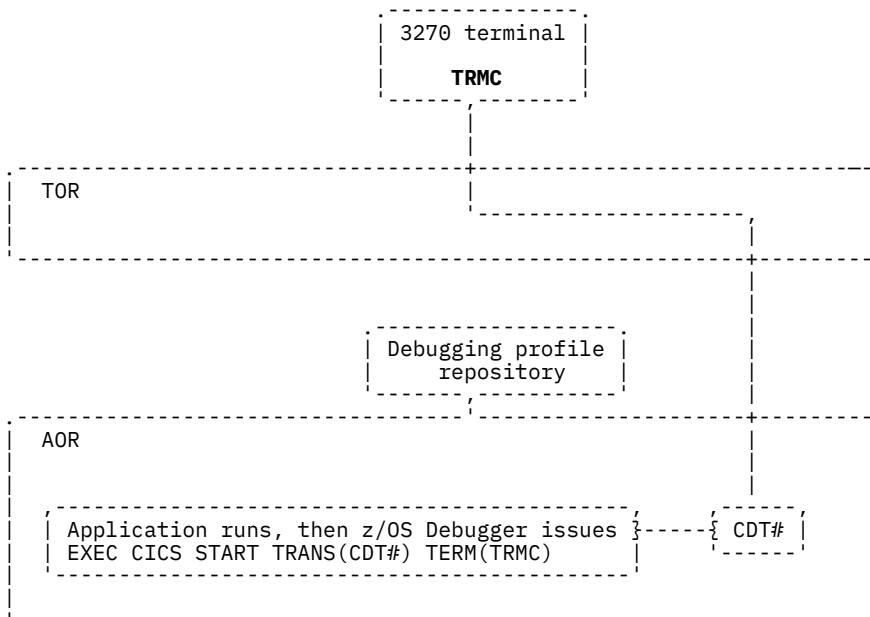 3270 terminal
TRMC
TOR
Debugging profile
repository
AOR
Application runs, then z/OS Debugger issues
EXEC CICS START TRANS(CDT#) TERM(TRMC)
CDT#